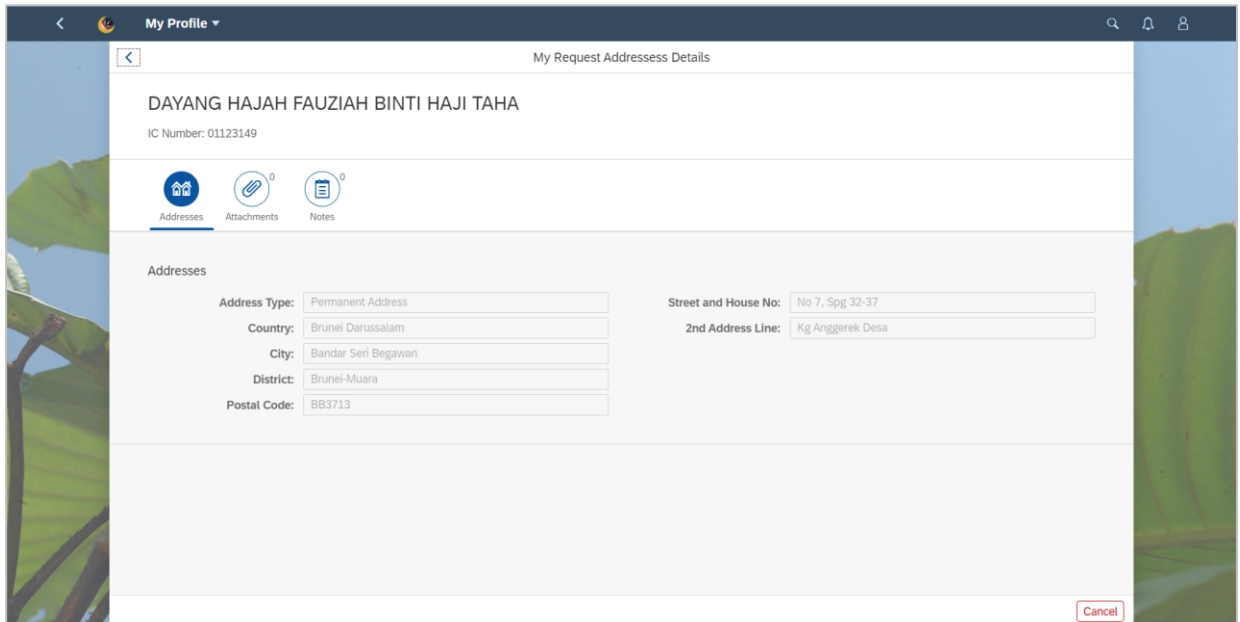 My Profile
My Request Addressess Details
DAYANG HAJAH FAUZIAH BINTI HAJI TAHA
IC Number: 01123149
0
0
Addresses
Attachments
Notes
Addresses
Address Type: Permanent Address
Street and House No: No 7, Spg 32-37
Country: Brunei Darussalam
2nd Address Line: Kg Anggerek Desa
City: Bandar Seri Begawan
District: Brunei-Muara
Postal Code: BB3713
Cancel